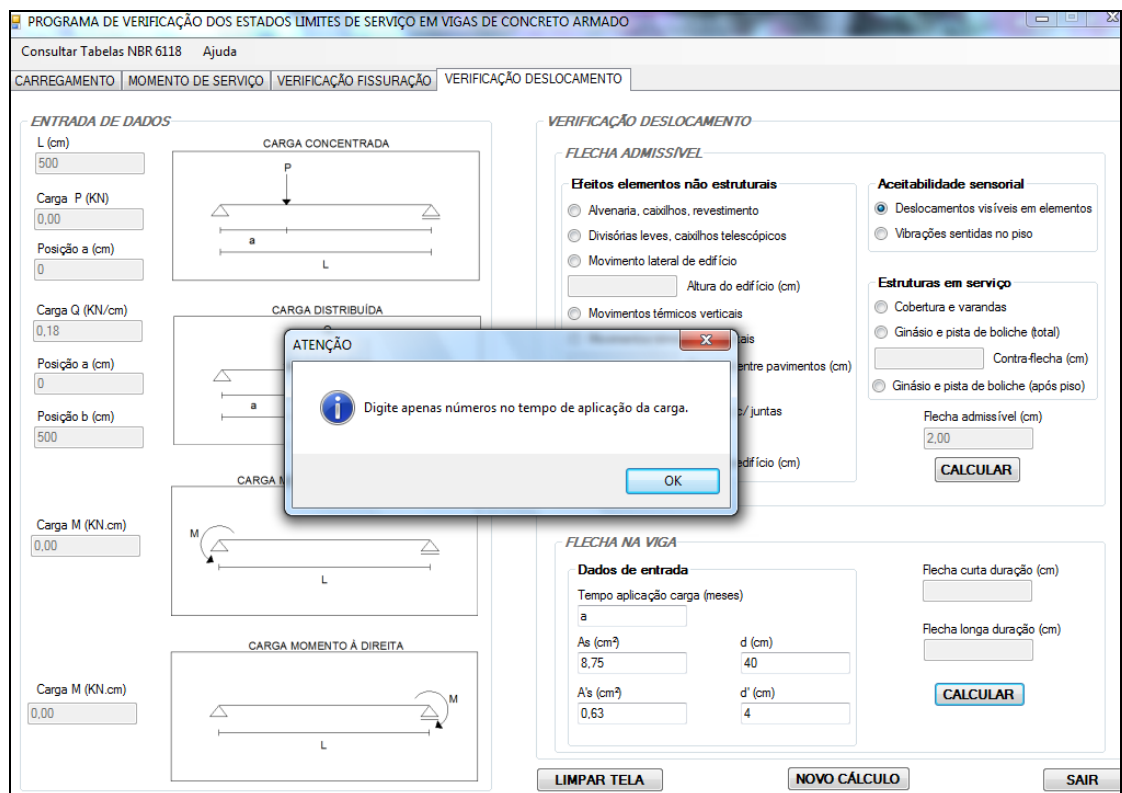 PROGRAMA DE VERIFICAÇÃO DOS ESTADOS LIMITES DE SERVIÇO EM VIGAS DE CONCRETO ARMADO
Consultar Tabelas NBR 6118 Ajuda
CARREGAMENTO MOMENTO DE SERVIÇO VERIFICAÇÃO FISSURAÇÃO VERIFICAÇÃO DESLOCAMENTO
ENTRADA DE DADOS
L (cm)
500
Carga P (KN)
0,00
Posição a (cm)
0
Carga Q (KN/cm)
0,18
Posição a (cm)
0
Posição b (cm)
500
Carga M (KN.cm)
0,00
Carga M (KN.cm)
0,00
CARGA CONCENTRADA
P
a
L
CARGA DISTRIBUÍDA
a
CARGA M
M
L
CARGA MOMENTO À DIREITA
M
L
ATENÇÃO
X
Digite apenas números no tempo de aplicação da carga.
OK
VERIFICAÇÃO DESLOCAMENTO
FLECHA ADMISSÍVEL
Efeitos elementos não estruturais
Alvenaria, caixilhos, revestimento
Divisórias leves, caixilhos telescópicos
Movimento lateral de edifício
Altura do edifício (cm)
Movimentos térmicos verticais
tais
entre pavimentos (cm)
c/ juntas
edifício (cm)
Aceitabilidade sensorial
Deslocamentos visíveis em elementos
Vibrações sentidas no piso
Estruturas em serviço
Cobertura e varandas
Ginásio e pista de boliche (total)
Contra-flecha (cm)
Ginásio e pista de boliche (após piso)
Flecha admissível (cm)
2,00
CALCULAR
FLECHA NA VIGA
Dados de entrada
Tempo aplicação carga (meses)
a
As (cm²) d (cm)
8,75 40
A's (cm²) d' (cm)
0,63 4
Flecha curta duração (cm)
Flecha longa duração (cm)
CALCULAR
LIMPAR TELA NOVO CÁLCULO SAIR